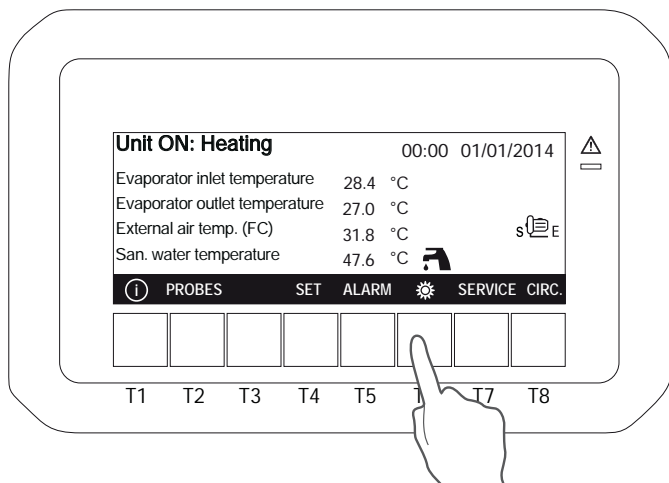 Unit ON: Heating 00:00 01/01/2014
Evaporator inlet temperature 28.4 °C
Evaporator outlet temperature 27.0 °C
External air temp. (FC) 31.8 °C
S E
San. water temperature 47.6 °C
i PROBES SET ALARM SERVICE CIRC.
T1 T2 T3 T4 T5 T7 T8